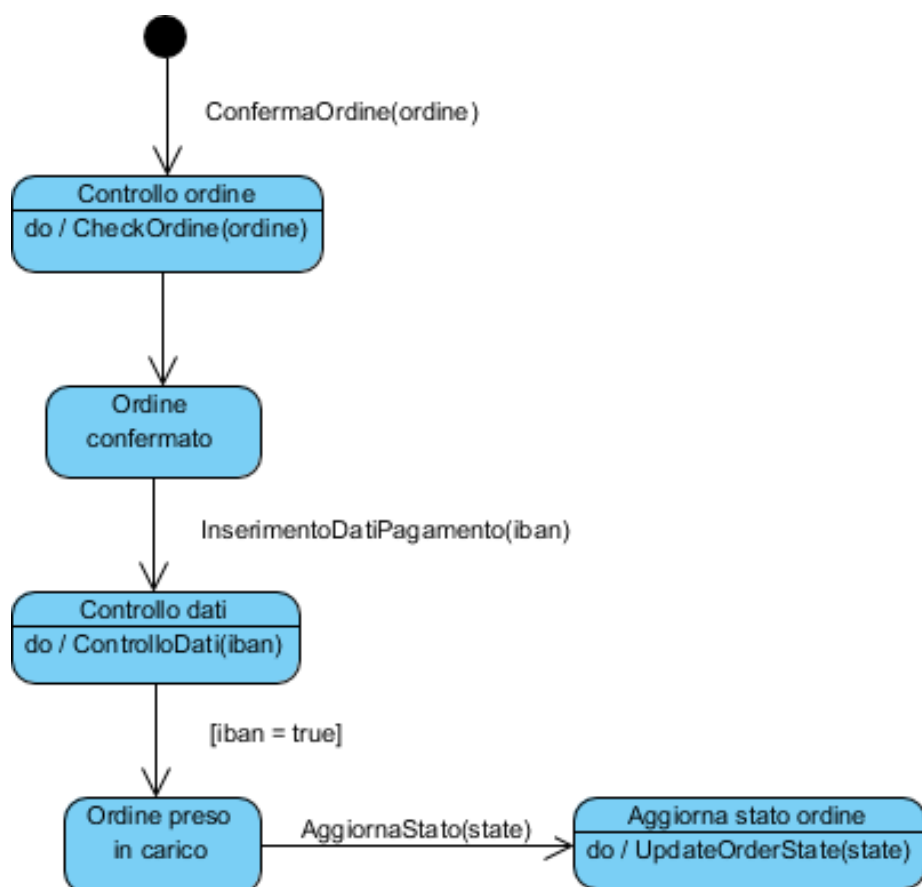 ConfermaOrdine(ordine)
Controllo ordine
do / CheckOrdine(ordine)
Ordine
confermato
InserimentoDatiPagamento(iban)
Controllo dati
do / ControlloDati(iban)
[iban = true]
Ordine preso
in carico
AggiornaStato(state)
Aggiorna stato ordine
do / UpdateOrderState(state)